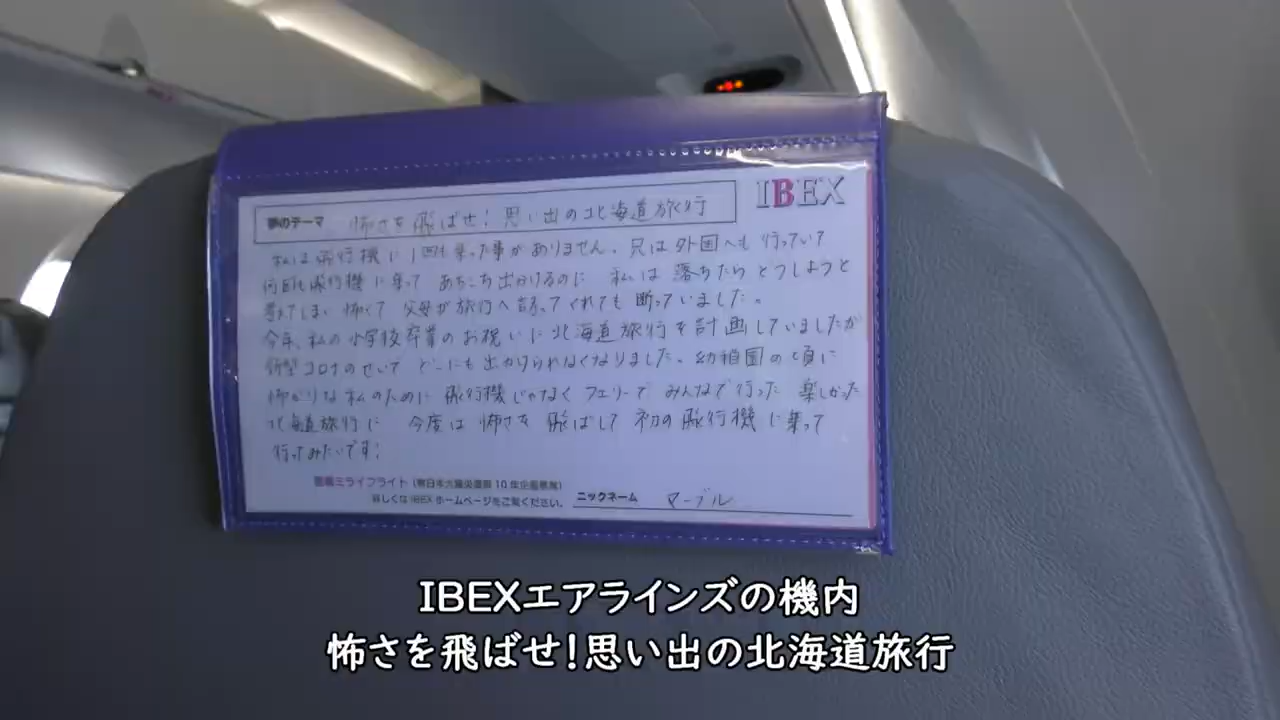 IBEX
夢のテーマ 怖さを飛ばせ!思い出の北海道旅行
私は飛行機に1回も乗った事がありません。兄は外国へも行っていて
何回も飛行機に乗って あちこち出かけるのに 私は落ちたらどうしようと
考えてしまい怖くて 父母が旅行へ誘ってくれても断っていました。
今年、私の小学校卒業のお祝いに北海道旅行を計画していましたが
新型コロナのせいで どこにも出かけられなくなりました。幼稚園の頃に
怖がりな私のために 飛行機じゃなくフェリーで みんなで行った 楽しかった
北海道旅行に 今度は怖さを飛ばして 初の飛行機に乗って
行ってみたいです!
(東日本大震災復興10年企画事業)
詳しくはIBEXホームページをご覧ください。 ニックネーム マーブル
IBEXエアラインズの機内
怖さを飛ばせ!思い出の北海道旅行